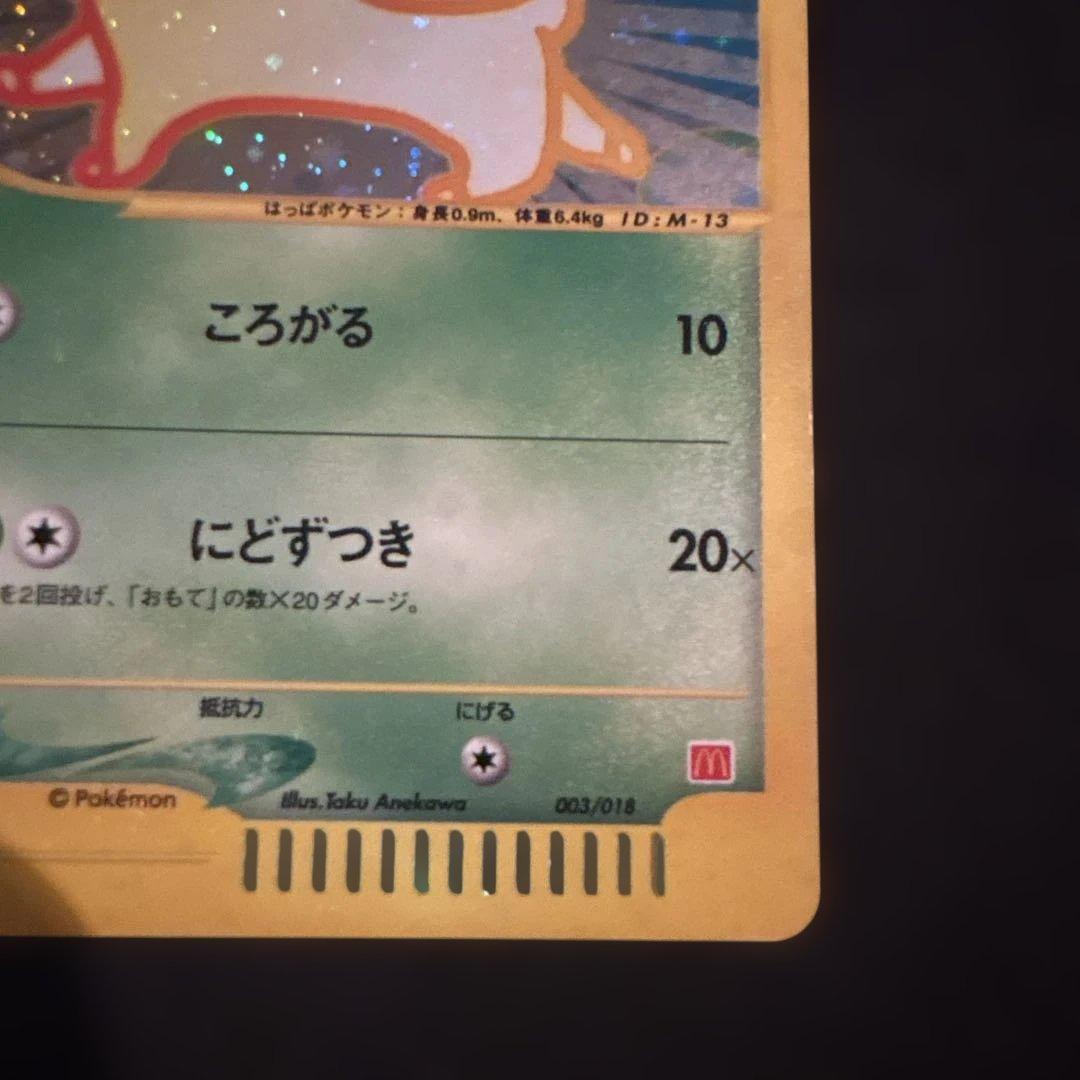 はっぱポケモン：身長0.9m、体重6.4kg ID:M-13
ころがる 10
にどずつき 20×
を2回投げ、「おもて」の数×20ダメージ。
抵抗力 にげる
© Pokémon Illus.Taku Anekawa 003/018